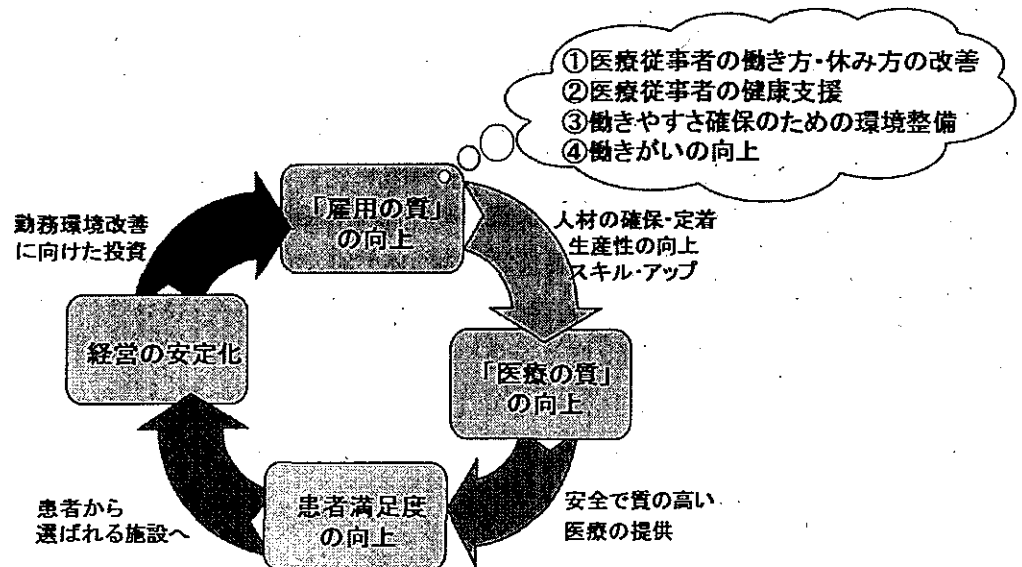 ①医療従事者の働き方・休み方の改善
②医療従事者の健康支援
③働きやすさ確保のための環境整備
④働きがいの向上
「雇用の質」
の向上
勤務環境改善
に向けた投資
人材の確保・定着
生産性の向上
スキル・アップ
経営の安定化
「医療の質」
の向上
患者満足度
の向上
患者から
選ばれる施設へ
安全で質の高い
医療の提供